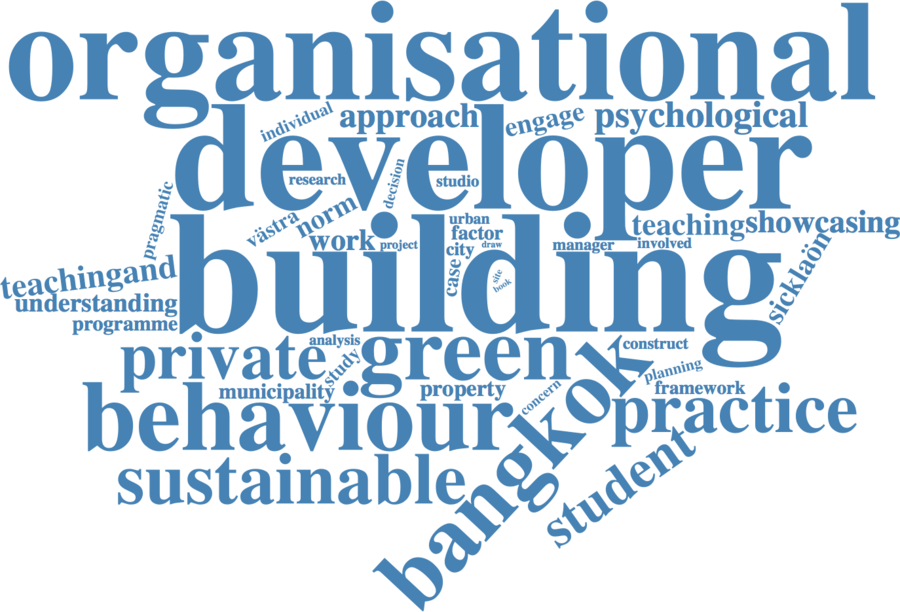 organisational
individual
approach
engage
psychological
developer
research
decision
studio
pragmatic
västra
norm
work
project
urban
factor
city
draw
manager
involved
teaching
showcasing
building
case
site
book
sicklaön
teachingand
understanding
programme
private
analysis
study
green
construct
planning
municipality
property
concern
framework
behaviour
bangkok
practice
sustainable
student